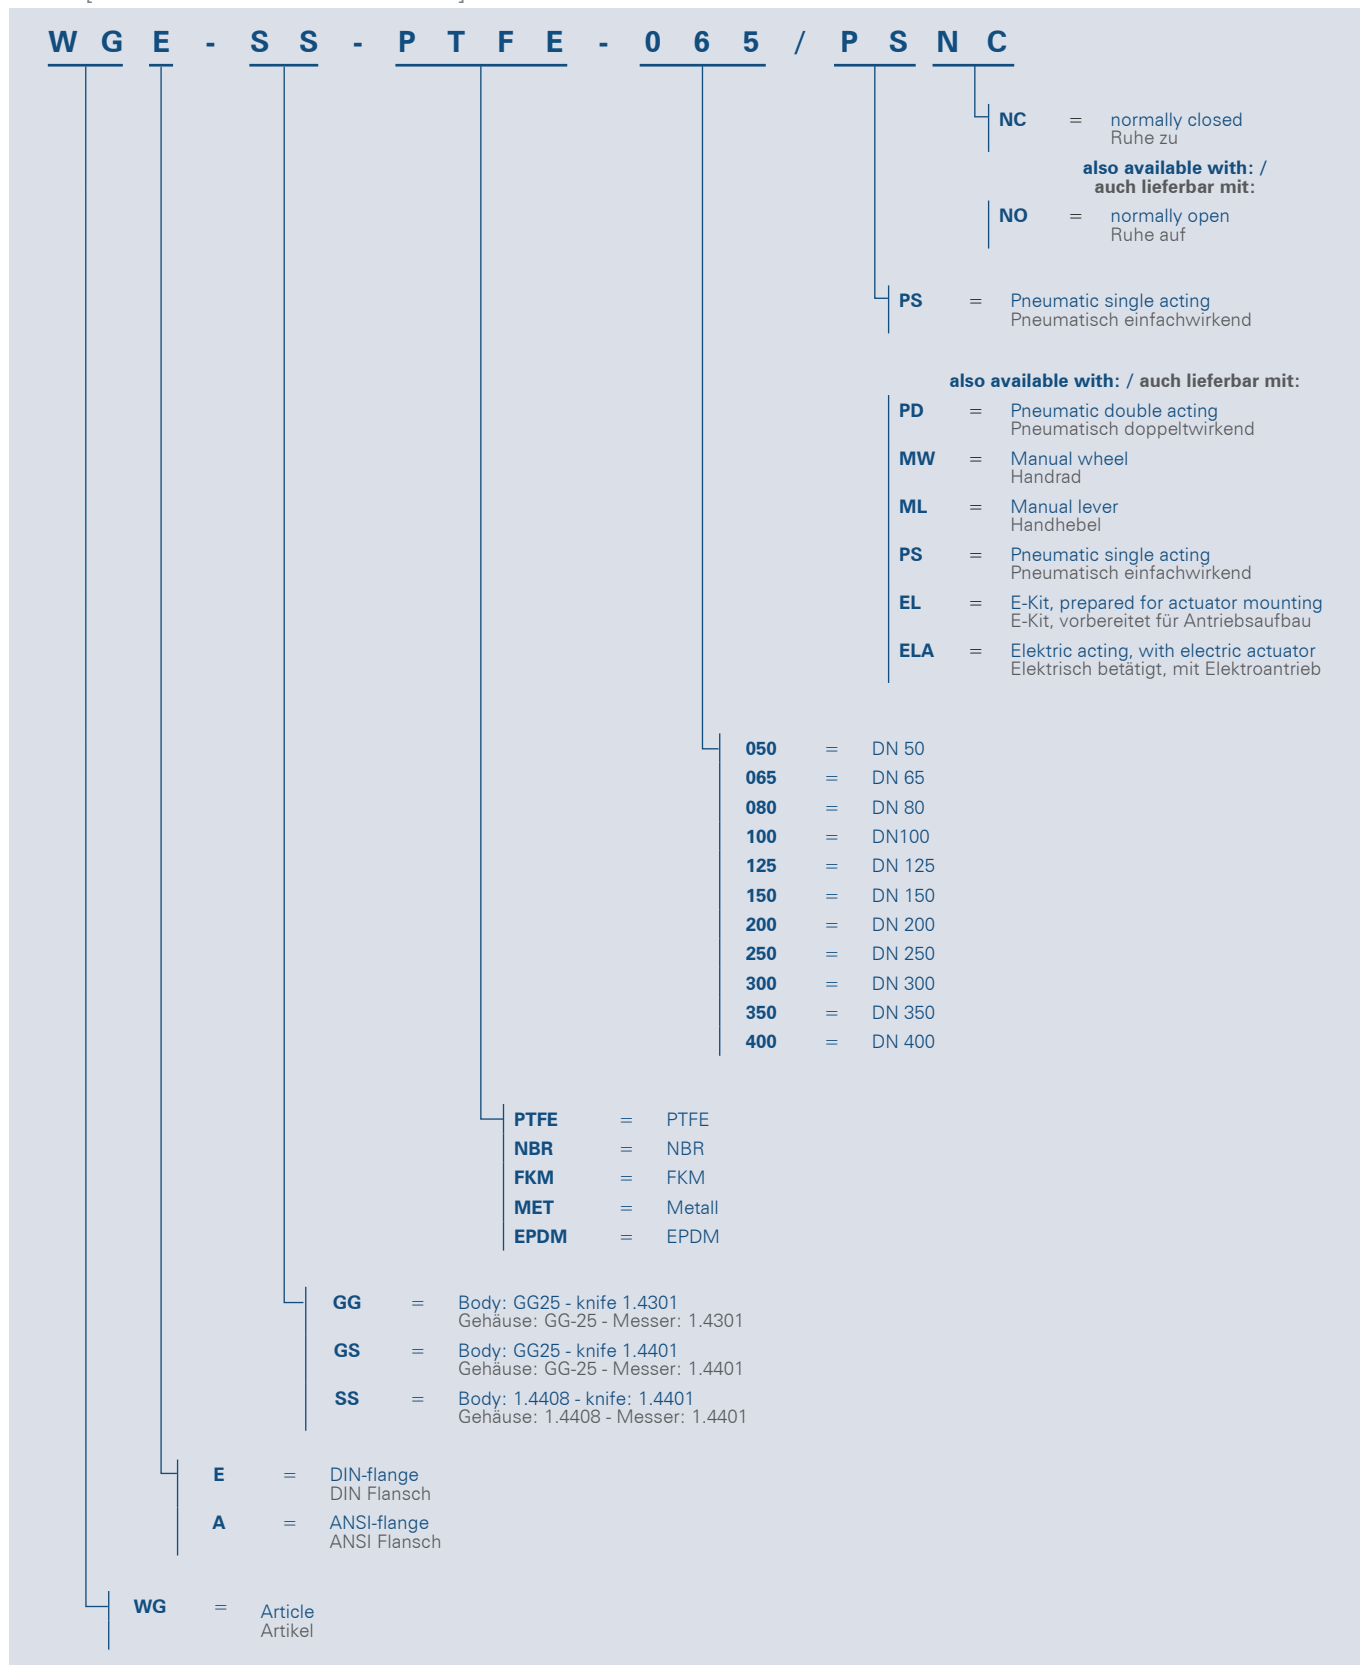 WGE-SS-PTFE-065/PSNC
NC = normally closed
Ruhe zu
also available with: /
auch lieferbar mit:
NO = normally open
Ruhe auf
PS = Pneumatic single acting
Pneumatisch einfachwirkend
also available with: / auch lieferbar mit:
PD = Pneumatic double acting
Pneumatisch doppeltwirkend
MW = Manual wheel
Handrad
ML = Manual lever
Handhebel
PS = Pneumatic single acting
Pneumatisch einfachwirkend
EL = E-Kit, prepared for actuator mounting
E-Kit, vorbereitet für Antriebsaufbau
ELA = Elektric acting, with electric actuator
Elektrisch betätigt, mit Elektroantrieb
050 = DN 50
065 = DN 65
080 = DN 80
100 = DN100
125 = DN 125
150 = DN 150
200 = DN 200
250 = DN 250
300 = DN 300
350 = DN 350
400 = DN 400
PTFE = PTFE
NBR = NBR
FKM = FKM
MET = Metall
EPDM = EPDM
GG = Body: GG25 - knife 1.4301
Gehäuse: GG-25 - Messer: 1.4301
GS = Body: GG25 - knife 1.4401
Gehäuse: GG-25 - Messer: 1.4401
SS = Body: 1.4408 - knife: 1.4401
Gehäuse: 1.4408 - Messer: 1.4401
E = DIN-flange
DIN Flansch
A = ANSI-flange
ANSI Flansch
WG = Article
Artikel